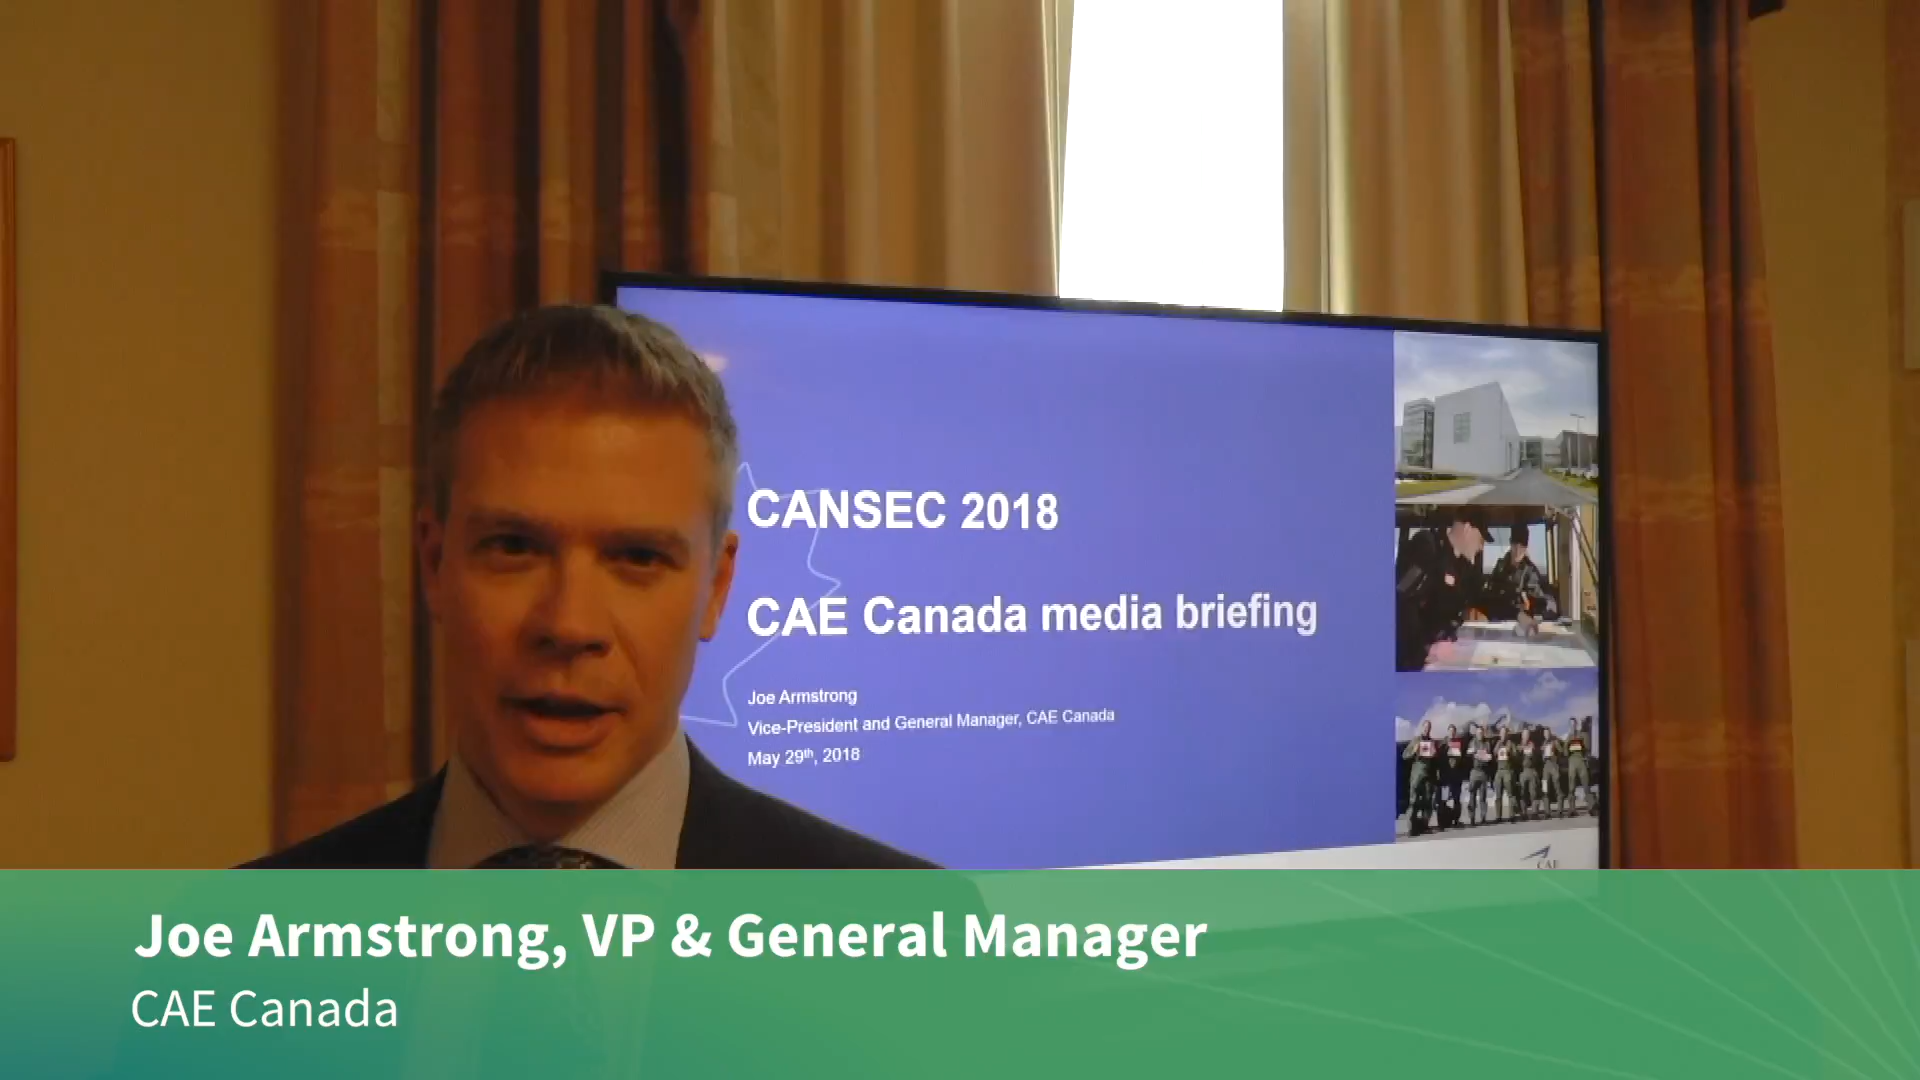 CANSEC 2018
CAE Canada media briefing
Joe Armstrong
Vice-President and General Manager, CAE Canada
May 29th, 2018
CAE
Joe Armstrong, VP & General Manager
CAE Canada